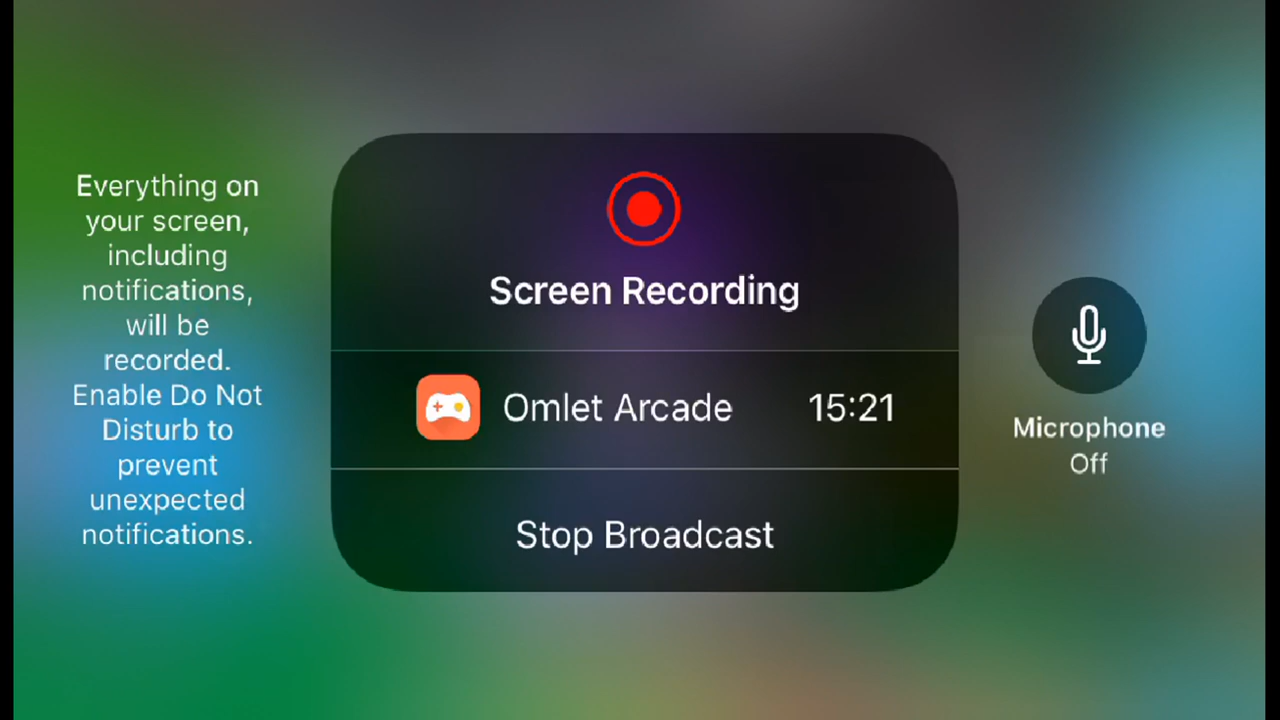 Everything on
your screen,
including
notifications,
will be
recorded.
Enable Do Not
Disturb to
prevent
unexpected
notifications.
Screen Recording
Omlet Arcade 15:21
Stop Broadcast
Microphone
Off